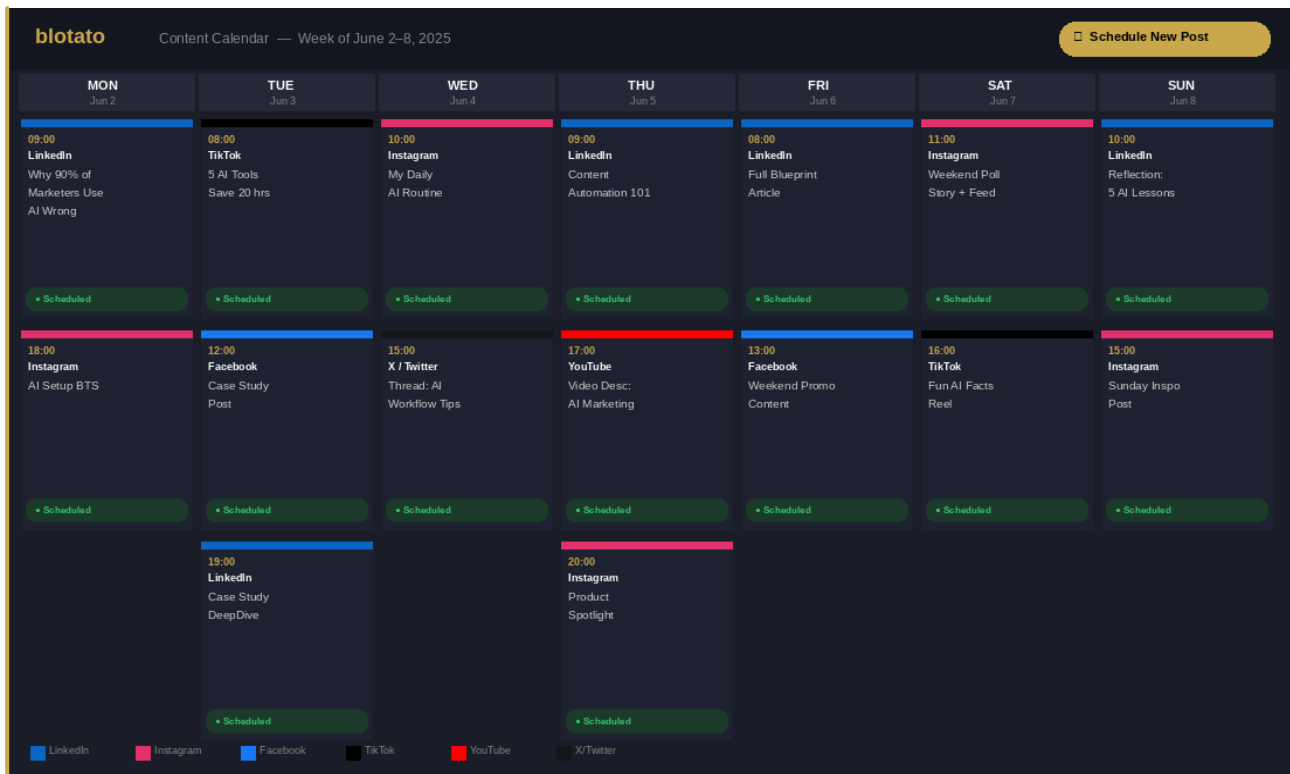 blotato
Content Calendar — Week of June 2–8, 2025
Schedule New Post
MON
Jun 2
TUE
Jun 3
WED
Jun 4
THU
Jun 5
FRI
Jun 6
SAT
Jun 7
SUN
Jun 8
09:00
LinkedIn
Why 90% of
Marketers Use
AI Wrong
• Scheduled
08:00
TikTok
5 AI Tools
Save 20 hrs
• Scheduled
10:00
Instagram
My Daily
AI Routine
• Scheduled
09:00
LinkedIn
Content
Automation 101
• Scheduled
08:00
LinkedIn
Full Blueprint
Article
• Scheduled
11:00
Instagram
Weekend Poll
Story + Feed
• Scheduled
10:00
LinkedIn
Reflection:
5 AI Lessons
• Scheduled
18:00
Instagram
AI Setup BTS
• Scheduled
12:00
Facebook
Case Study
Post
• Scheduled
15:00
X / Twitter
Thread: AI
Workflow Tips
• Scheduled
17:00
YouTube
Video Desc:
AI Marketing
• Scheduled
13:00
Facebook
Weekend Promo
Content
• Scheduled
16:00
TikTok
Fun AI Facts
Reel
• Scheduled
15:00
Instagram
Sunday Inspo
Post
• Scheduled
19:00
LinkedIn
Case Study
DeepDive
• Scheduled
20:00
Instagram
Product
Spotlight
• Scheduled
LinkedIn
Instagram
Facebook
TikTok
YouTube
X/Twitter